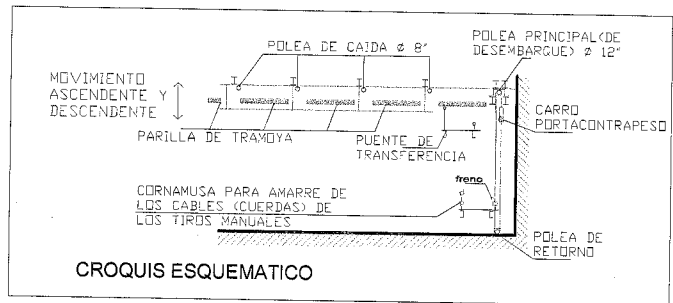 POLEA DE CAIDA ø 8"
POLEA PRINCIPAL(DE
DESEMBARQUE) ø 12"
MOVIMIENTO
ASCENDENTE Y
DESCENDENTE
CARRO
PORTACONTRAPESO
PARILLA DE TRAMOYA
PUENTE DE
TRANSFERENCIA
CORNAMUSA PARA AMARRE DE
LOS CABLES (CUERDAS) DE
LOS TIROS MANUALES
freno
POLEA DE
RETORNO
CROQUIS ESQUEMATICO